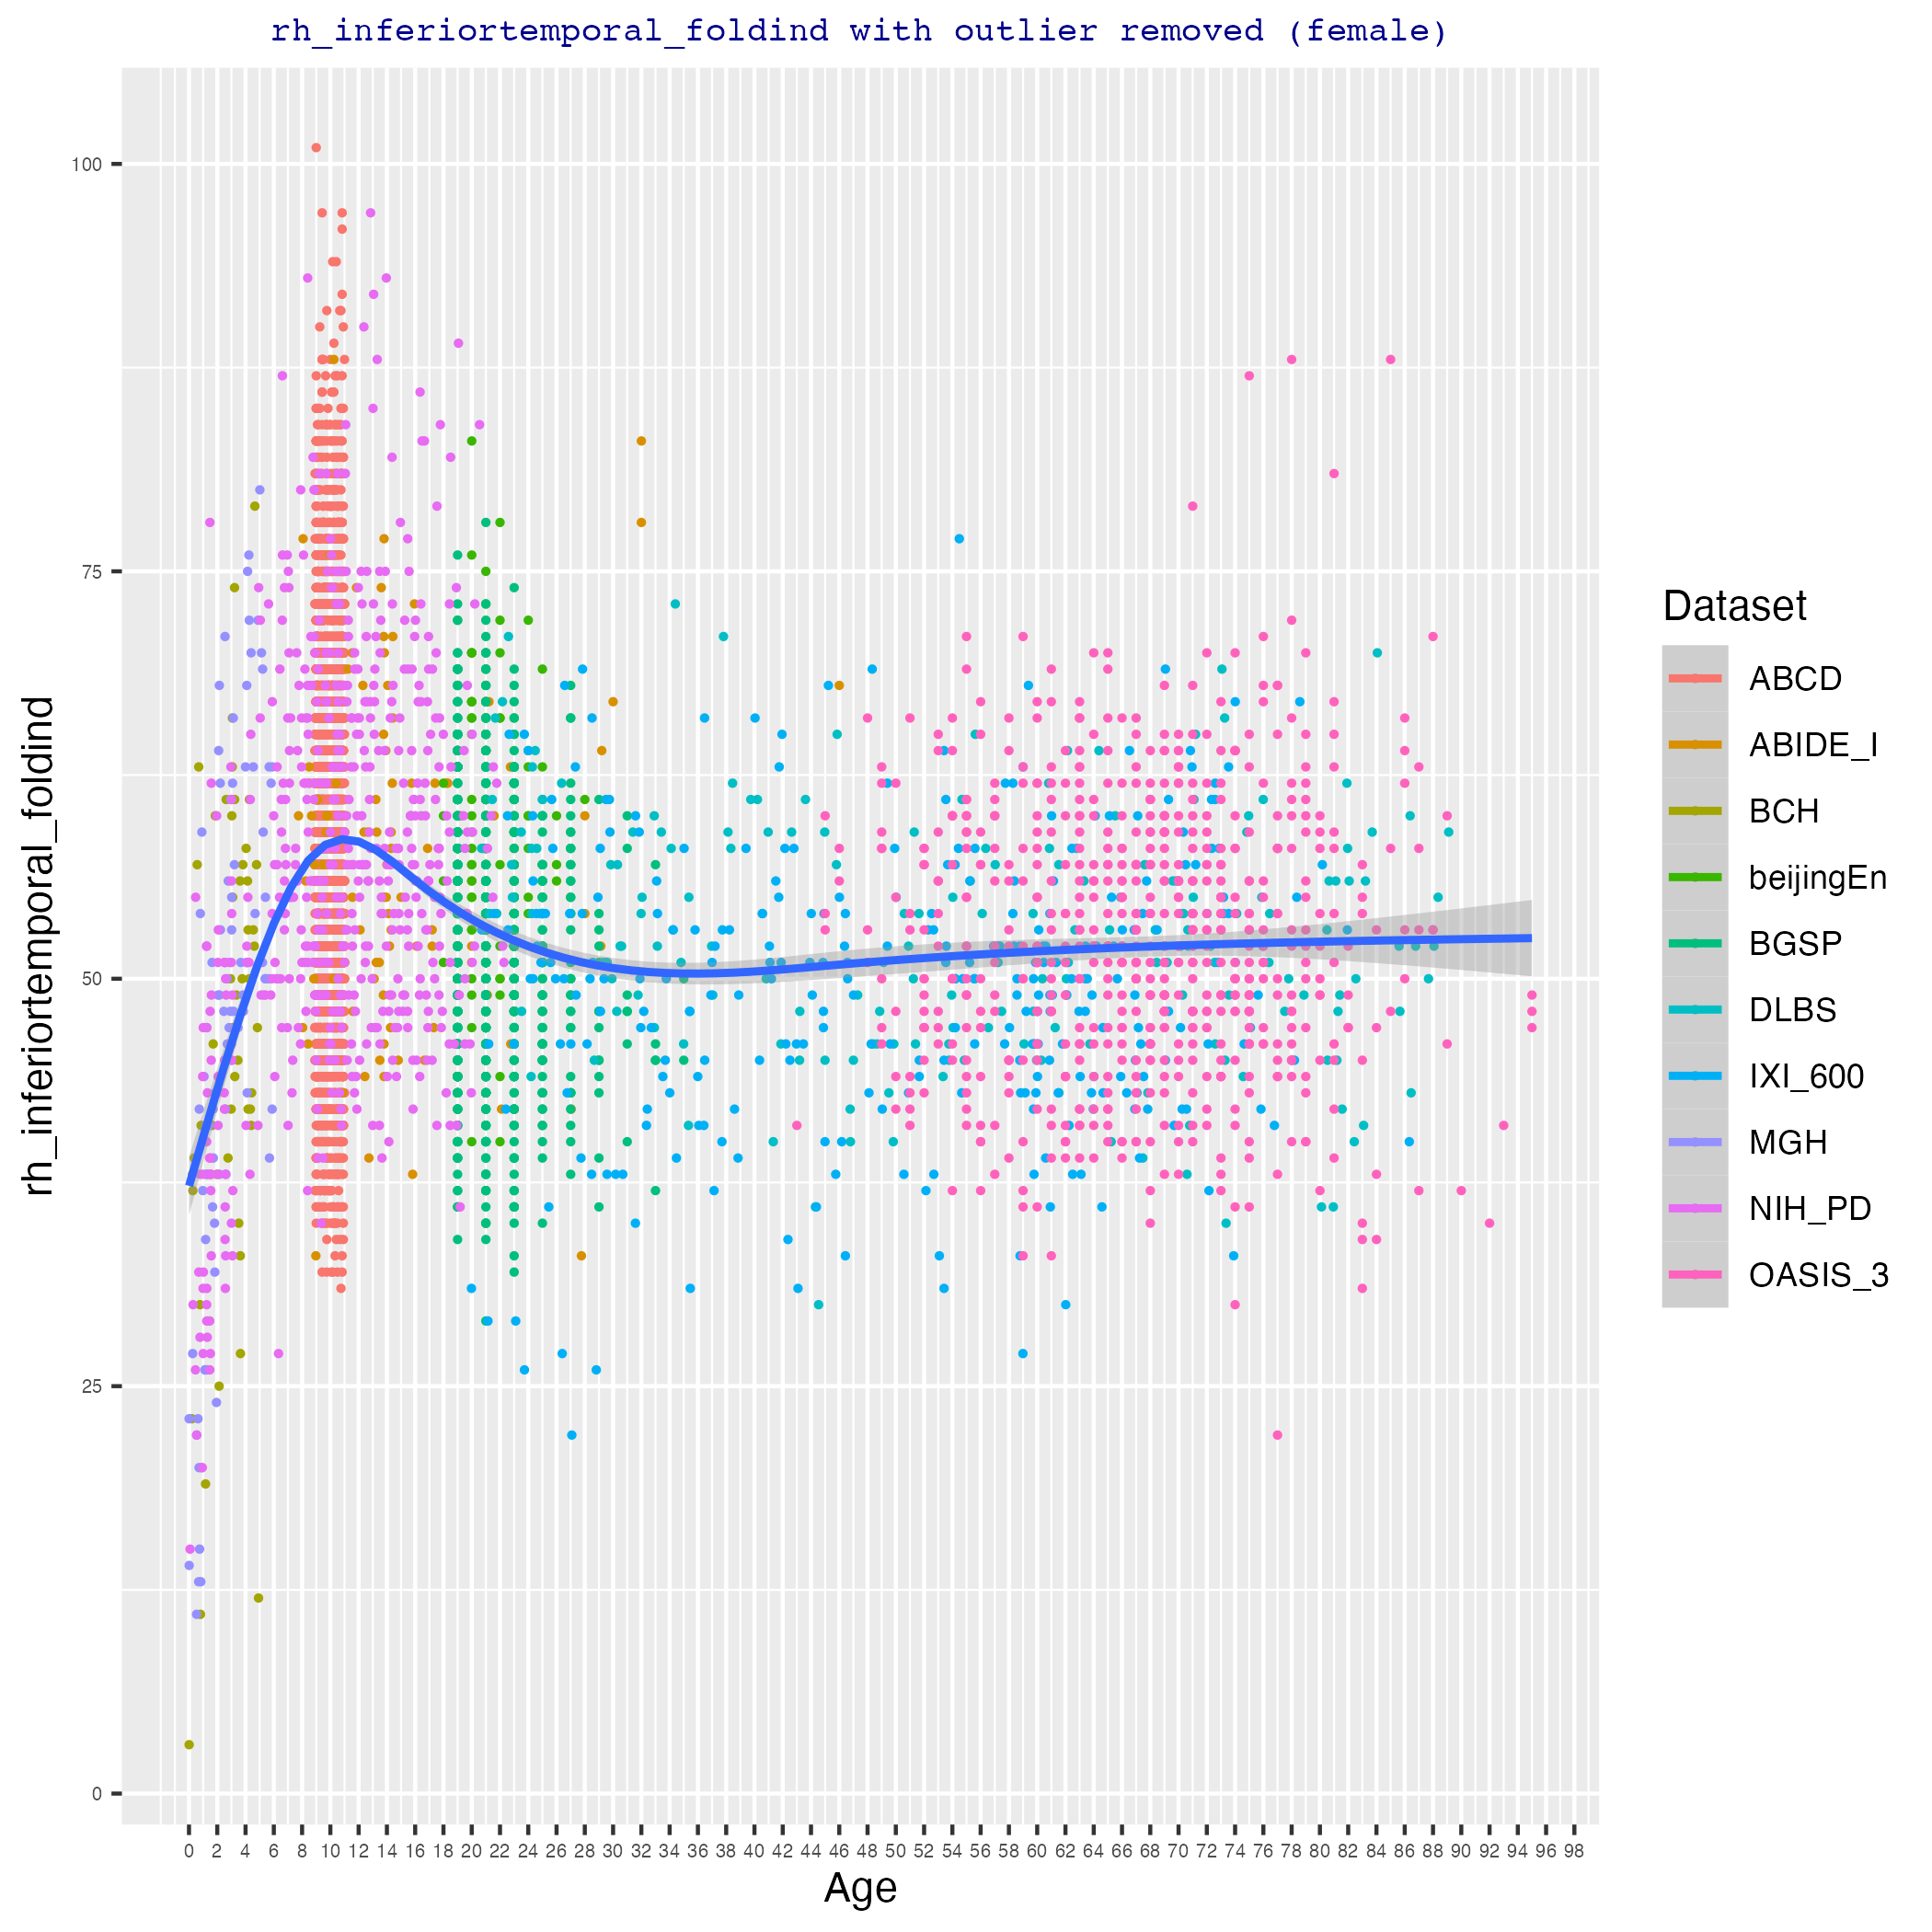 rh_inferiortemporal_foldind with outlier removed (female)
100
75
50
25
0
rh_inferiortemporal_foldind
0 2 4 6 8 10 12 14 16 18 20 22 24 26 28 30 32 34 36 38 40 42 44 46 48 50 52 54 56 58 60 62 64 66 68 70 72 74 76 78 80 82 84 86 88 90 92 94 96 98
Age
Dataset
ABCD
ABIDE_I
BCH
beijingEn
BGSP
DLBS
IXI_600
MGH
NIH_PD
OASIS_3